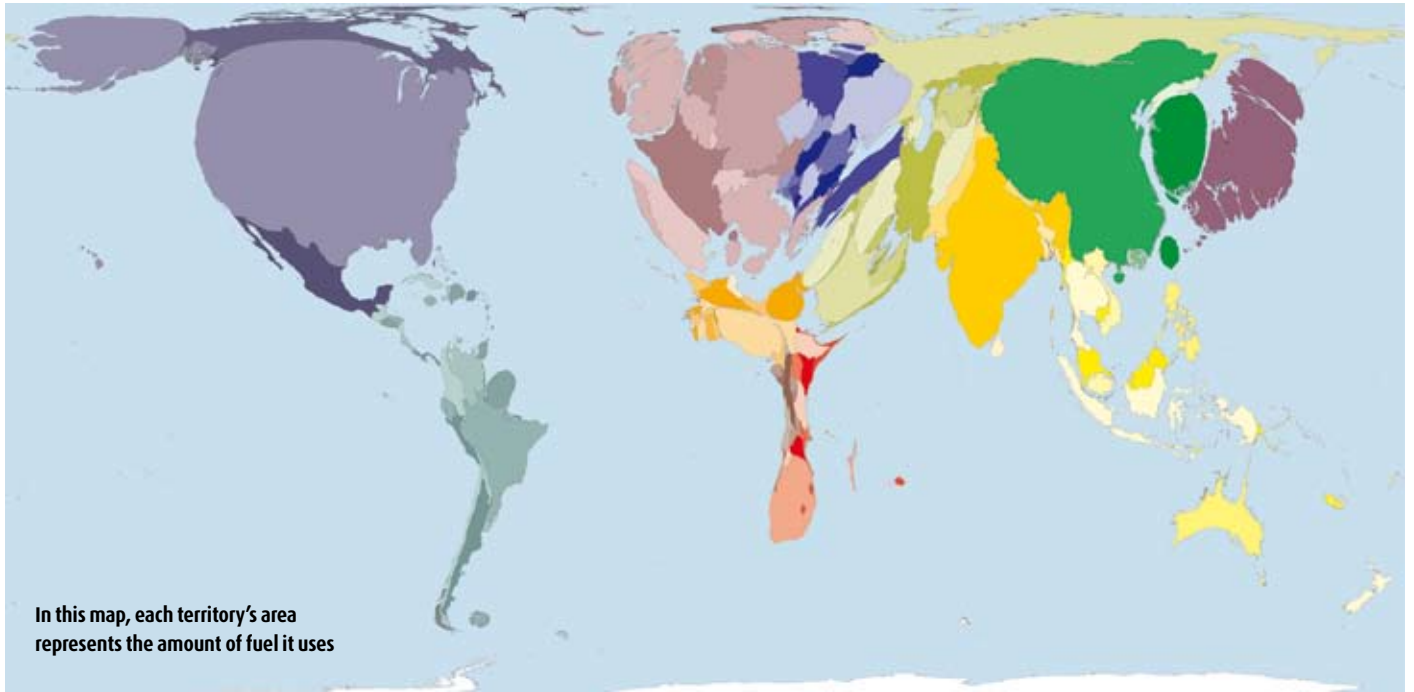 In this map, each territory’s area
represents the amount of fuel it uses